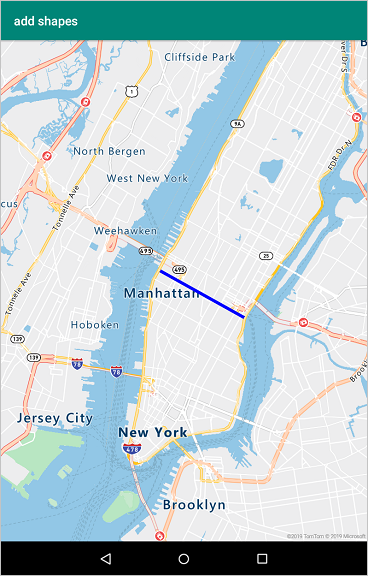 add shapes
Cliffside Park
1
9A
North Bergen
West New York
FDR Dr N
Tonnelle Ave
cus
Weehawken
495
495
25
Manhattan
Tonnelle Ave
Hoboken
139
139
78
78
Jersey City
New York
478
Brooklyn
©2019 TomTom © 2019 Microsoft